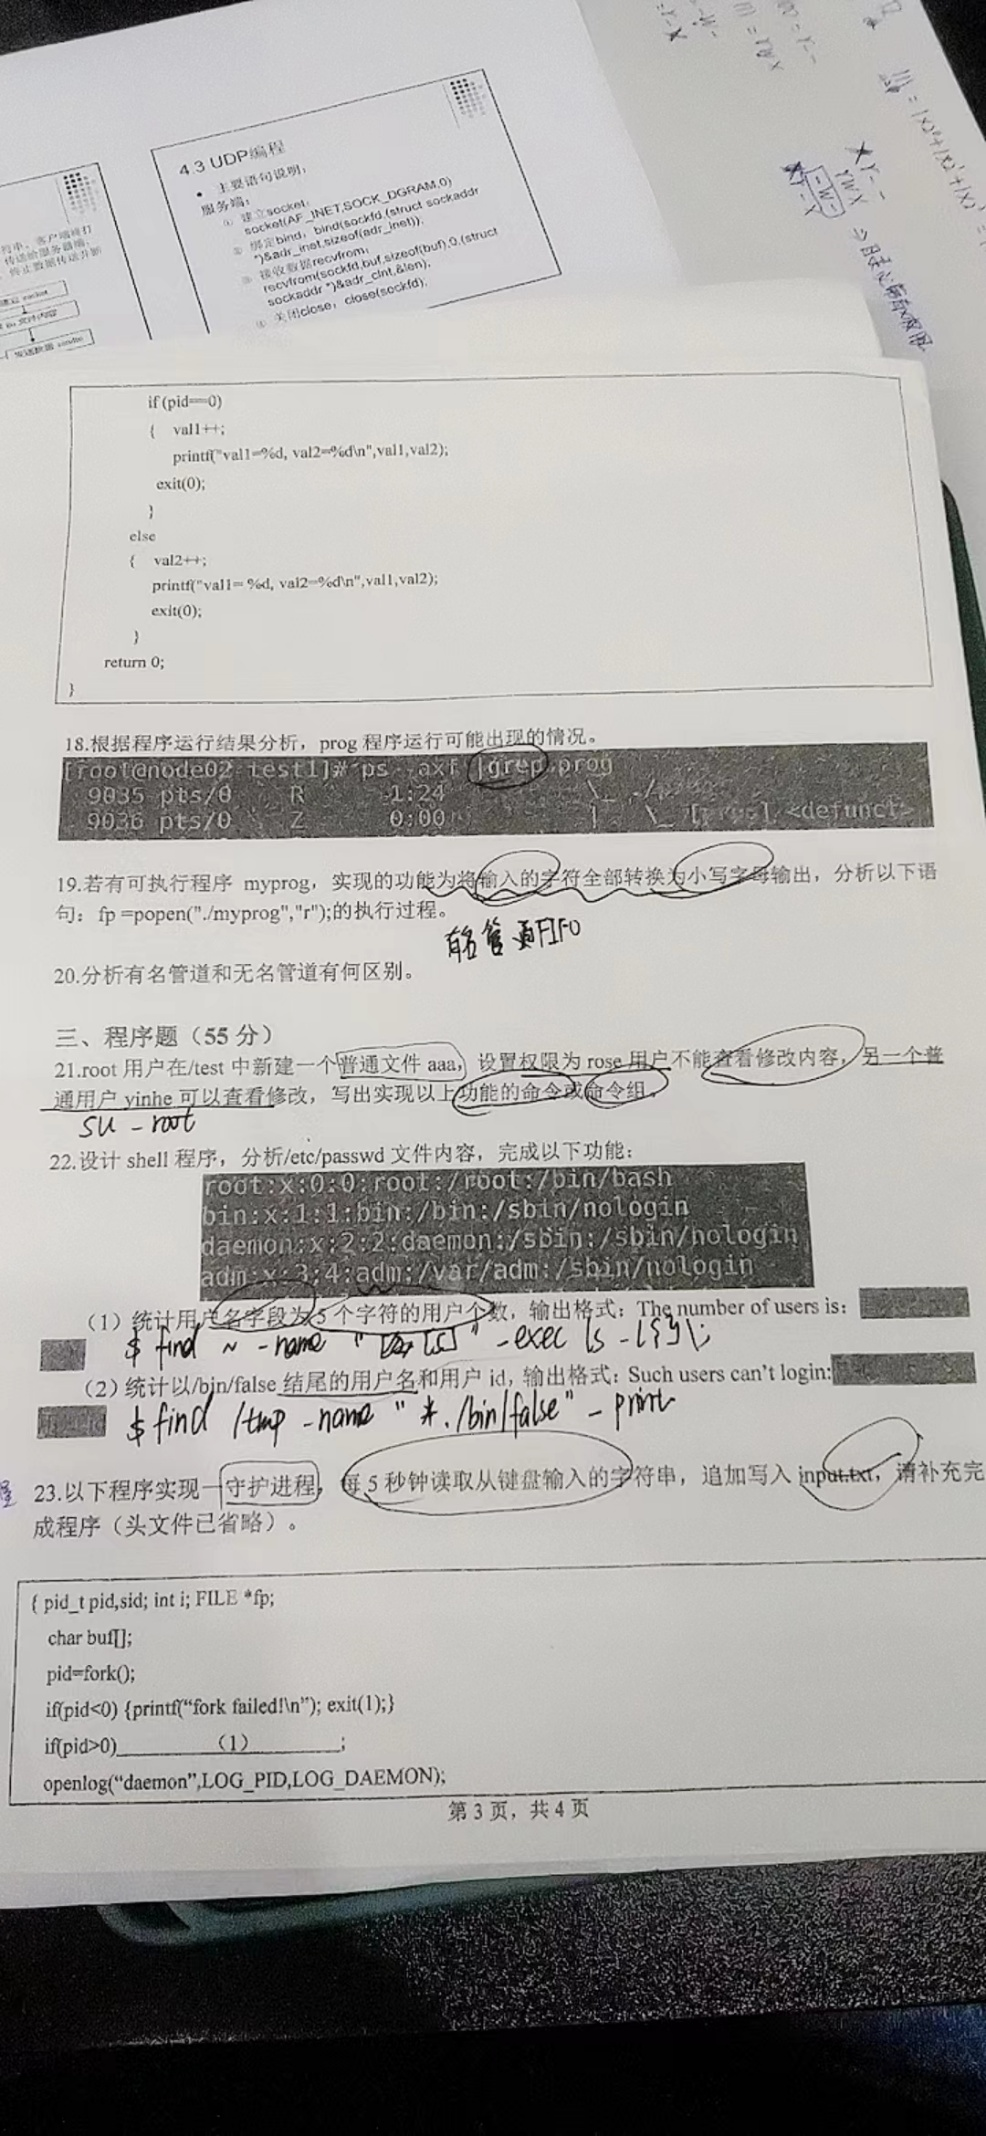 4.3 UDP编程
• 主要语句说明：
服务端：
① 建立socket：
socket(AF_INET,SOCK_DGRAM,0)
② 绑定bind：bind(sockfd,(struct sockaddr
*)&adr_inet,sizeof(adr_inet));
③ 接收数据recvfrom：
recvfrom(sockfd,buf,sizeof(buf),0,(struct
sockaddr *)&adr_clnt,&len);
④ 关闭close：close(sockfd);
if (pid==0)
{ val1++;
printf("val1=%d, val2=%d\n",val1,val2);
exit(0);
}
else
{ val2++;
printf("val1= %d, val2=%d\n",val1,val2);
exit(0);
}
return 0;
}
18.根据程序运行结果分析，prog 程序运行可能出现的情况。
[root@node02 test1]# ps -axf |grep prog
9035 pts/0 R 1:24 \_ ./
9036 pts/0 Z 0:00 | \_ [prog] <defunct>
19.若有可执行程序 myprog，实现的功能为将输入的字符全部转换为小写字母输出，分析以下语
句：fp =popen("./myprog","r");的执行过程。
有名管道FIFO
20.分析有名管道和无名管道有何区别。
三、程序题（55 分）
21.root 用户在/test 中新建一个普通文件 aaa，设置权限为 rose 用户不能查看修改内容，另一个普
通用户 yinhe 可以查看修改，写出实现以上功能的命令或命令组。
su - root
22.设计 shell 程序，分析/etc/passwd 文件内容，完成以下功能：
root:x:0:0:root:/root:/bin/bash
bin:x:1:1:bin:/bin:/sbin/nologin
daemon:x:2:2:daemon:/sbin:/sbin/nologin
adm:x:3:4:adm:/var/adm:/sbin/nologin
（1）统计用户名字段为 5 个字符的用户个数，输出格式：The number of users is:
$ find ~ -name " [5] " -exec ls -l {} \;
（2）统计以/bin/false 结尾的用户名和用户 id，输出格式：Such users can't login:
$ find /tmp -name "*./bin/false" - print
23.以下程序实现一守护进程，每 5 秒钟读取从键盘输入的字符串，追加写入 input.txt，请补充完
成程序（头文件已省略）。
{ pid_t pid,sid; int i; FILE *fp;
char buf[];
pid=fork();
if(pid<0) {printf("fork failed!\n"); exit(1);}
if(pid>0)__________（1）__________;
openlog("daemon",LOG_PID,LOG_DAEMON);
第 3 页，共 4 页